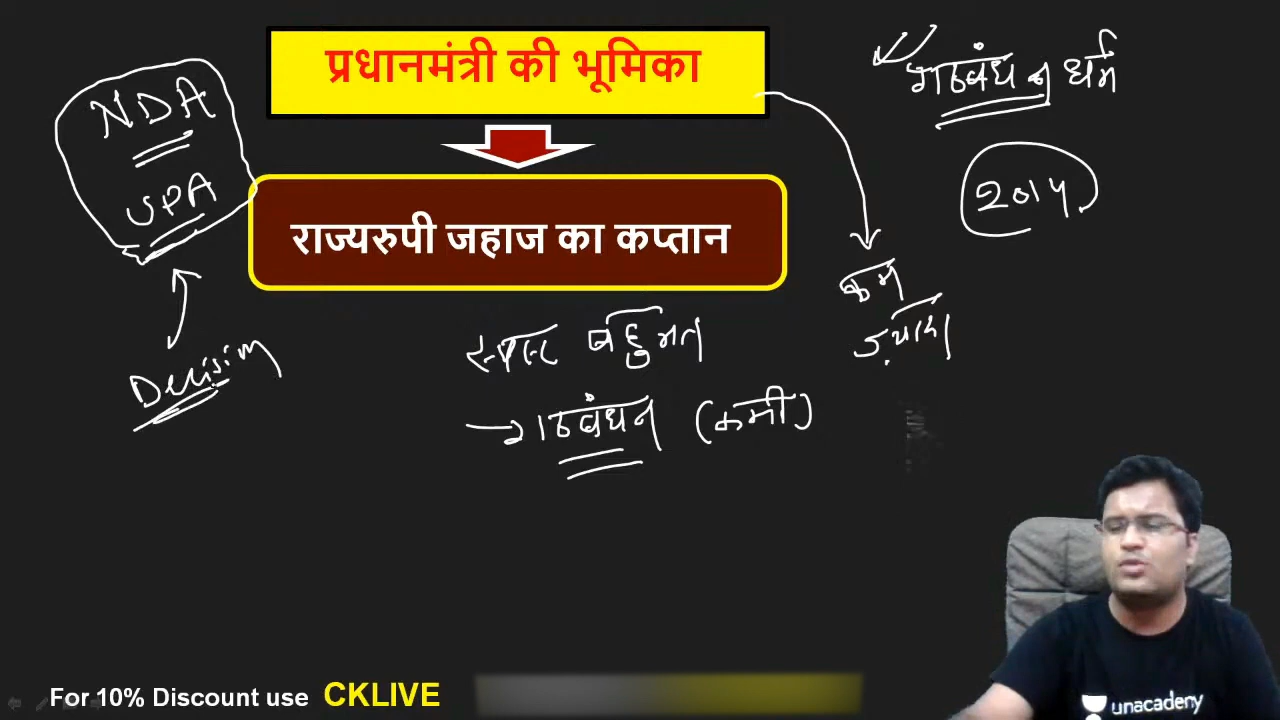 प्रधानमंत्री की भूमिका
गठबंधन धर्म
NDA
UPA
2014
राज्यरुपी जहाज का कप्तान
कम
ज्यादा
स्पष्ट बहुमत
Decision
→ गठबंधन (कमी)
unacademy
For 10% Discount use CKLIVE